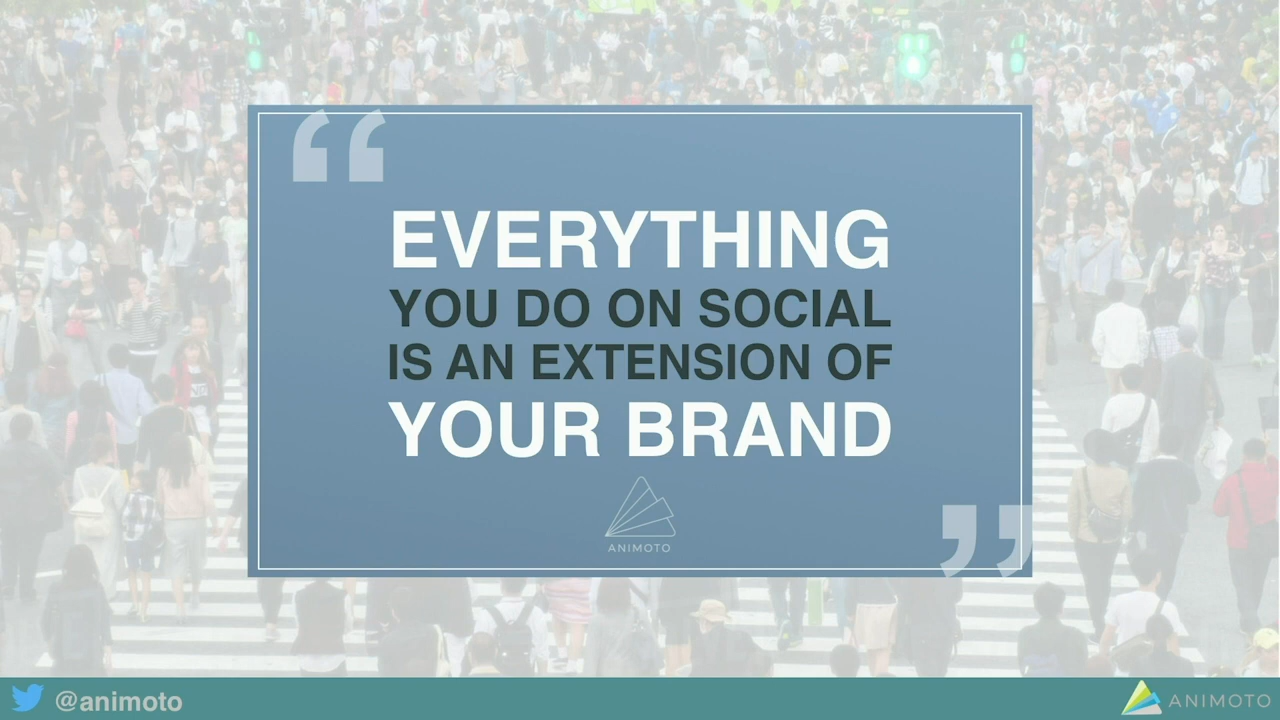 “
EVERYTHING
YOU DO ON SOCIAL
IS AN EXTENSION OF
YOUR BRAND
ANIMOTO
”
@animoto
ANIMOTO